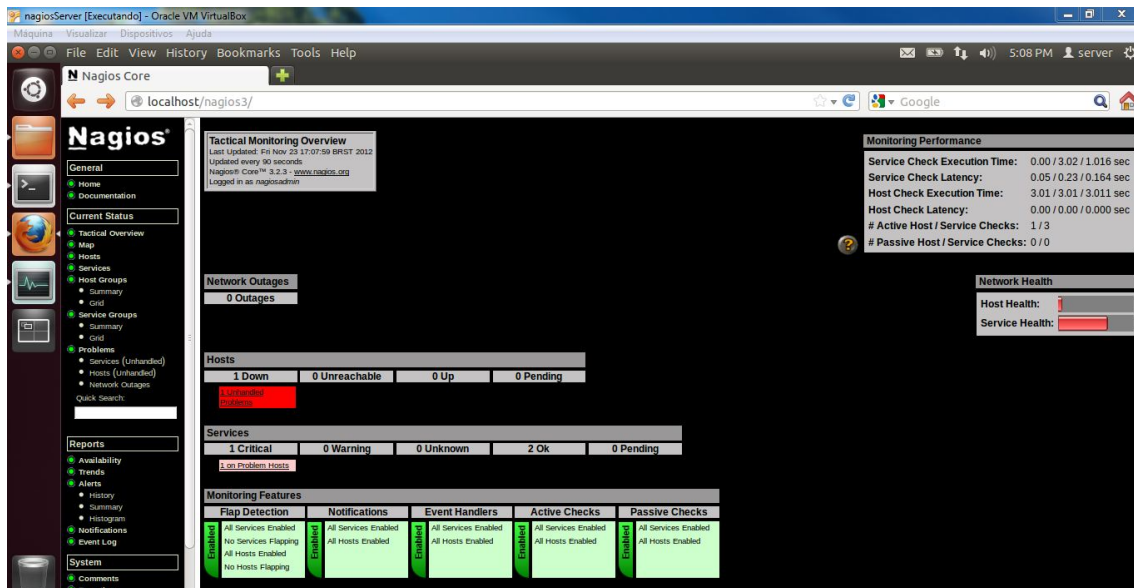 nagiosServer [Executando] - Oracle VM VirtualBox
Máquina Visualizar Dispositivos Ajuda
File Edit View History Bookmarks Tools Help
5:08 PM server
N Nagios Core
localhost/nagios3/
Google
Nagios®
General
Home
Documentation
Current Status
Tactical Overview
Map
Hosts
Services
Host Groups
Summary
Grid
Service Groups
Summary
Grid
Problems
Services (Unhandled)
Hosts (Unhandled)
Network Outages
Quick Search:
Reports
Availability
Trends
Alerts
History
Summary
Histogram
Notifications
Event Log
System
Comments
Tactical Monitoring Overview
Last Updated: Fri Nov 23 17:07:59 BRST 2012
Updated every 90 seconds
Nagios® Core™ 3.2.3 - www.nagios.org
Logged in as nagiosadmin
Monitoring Performance
Service Check Execution Time: 0.00 / 3.02 / 1.016 sec
Service Check Latency: 0.05 / 0.23 / 0.164 sec
Host Check Execution Time: 3.01 / 3.01 / 3.011 sec
Host Check Latency: 0.00 / 0.00 / 0.000 sec
# Active Host / Service Checks: 1 / 3
# Passive Host / Service Checks: 0 / 0
Network Outages
0 Outages
Network Health
Host Health:
Service Health:
Hosts
1 Down 0 Unreachable 0 Up 0 Pending
1 Unhandled
Problems
Services
1 Critical 0 Warning 0 Unknown 2 Ok 0 Pending
1 on Problem Hosts
Monitoring Features
Flap Detection Notifications Event Handlers Active Checks Passive Checks
Enabled
All Services Enabled
No Services Flapping
All Hosts Enabled
No Hosts Flapping
Enabled
All Services Enabled
All Hosts Enabled
Enabled
All Services Enabled
All Hosts Enabled
Enabled
All Services Enabled
All Hosts Enabled
Enabled
All Services Enabled
All Hosts Enabled